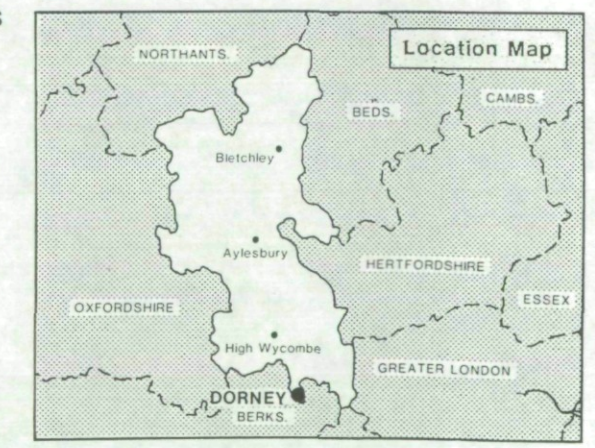 Location Map
NORTHANTS.
CAMBS.
BEDS.
Bletchley
Aylesbury
HERTFORDSHIRE
OXFORDSHIRE
ESSEX
High Wycombe
GREATER LONDON
DORNEY
BERKS.